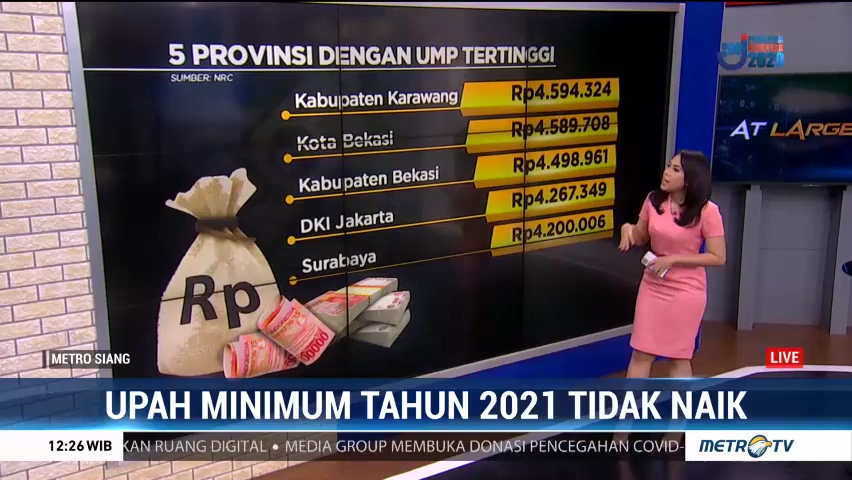 5 PROVINSI DENGAN UMP TERTINGGI
SUMBER: NRC
Kabupaten Karawang Rp4.594.324
Kota Bekasi Rp4.589.708
Kabupaten Bekasi Rp4.498.961
DKI Jakarta Rp4.267.349
Surabaya Rp4.200.006
Rp
2020
AT LARGE
METRO SIANG
LIVE
UPAH MINIMUM TAHUN 2021 TIDAK NAIK
12:26 WIB KAN RUANG DIGITAL • MEDIA GROUP MEMBUKA DONASI PENCEGAHAN COVID- METRO TV